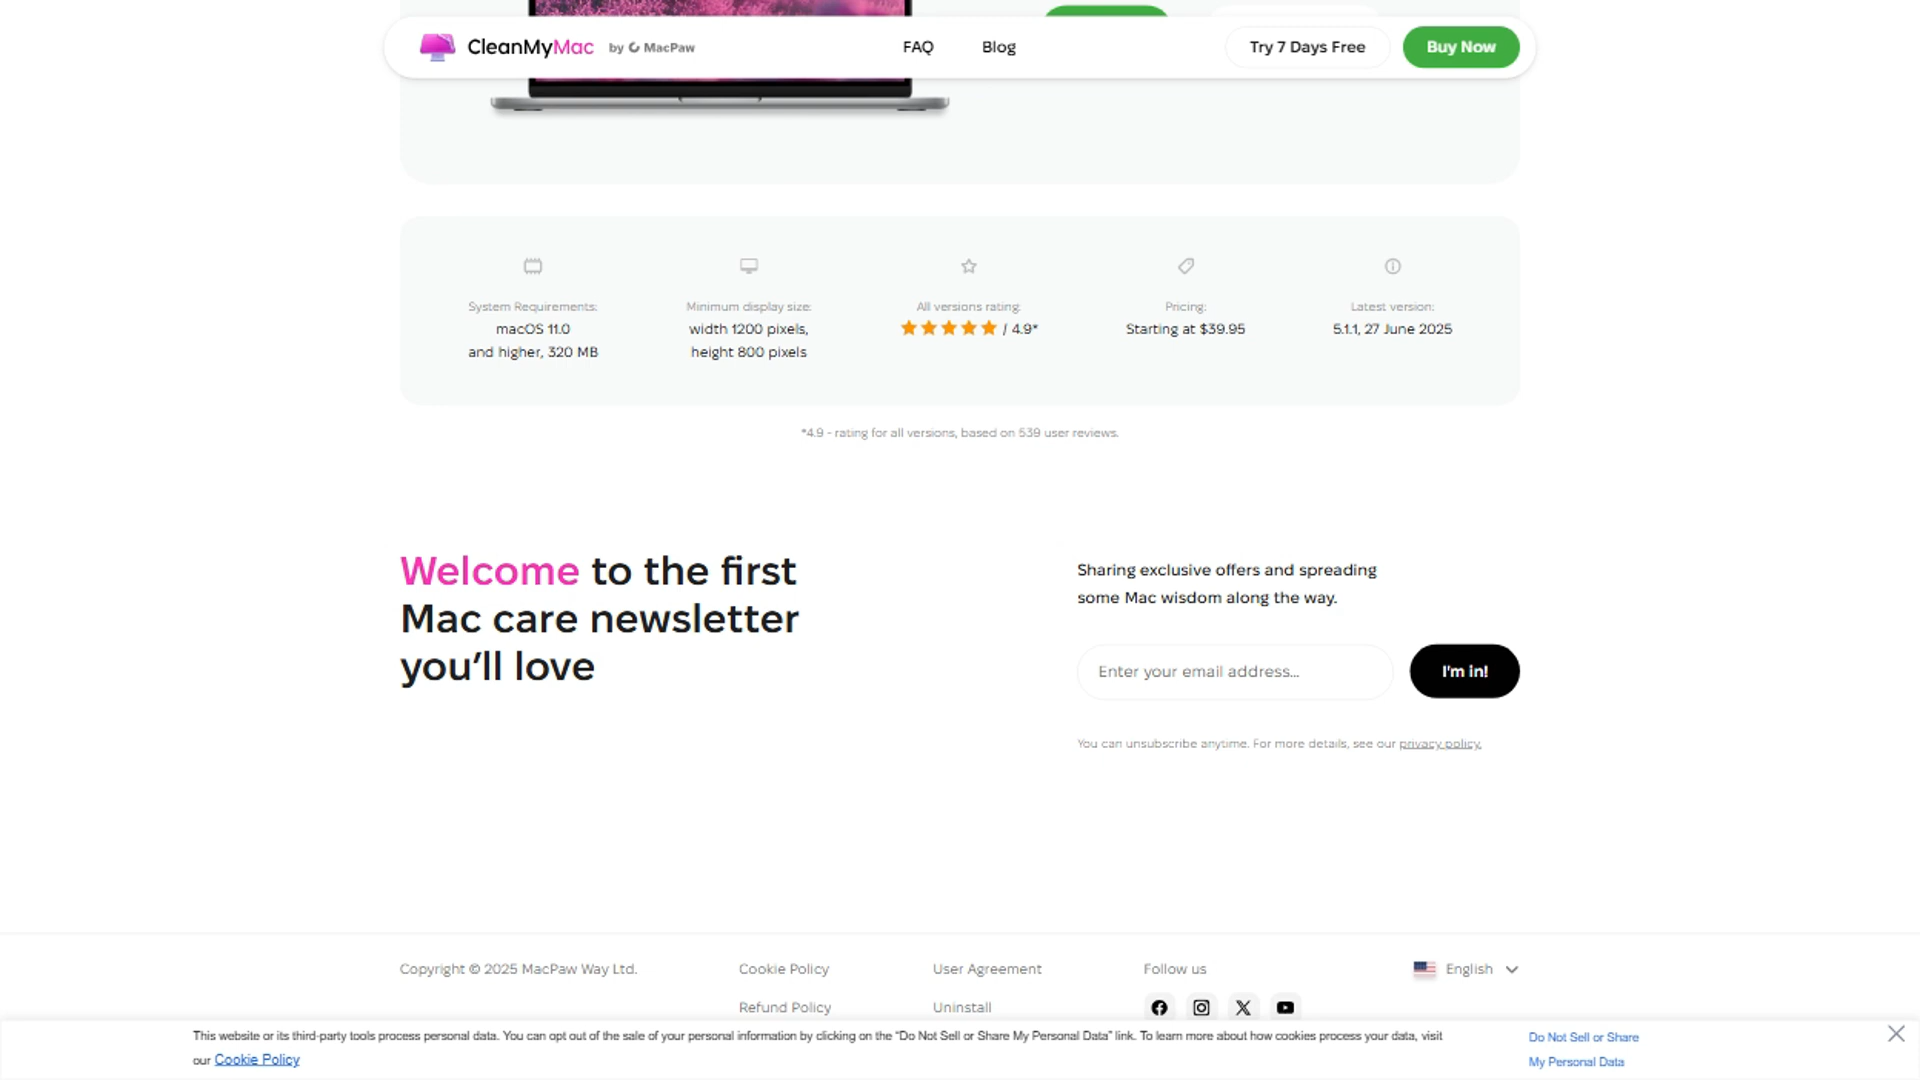 CleanMyMac by MacPaw
FAQ
Blog
Try 7 Days Free
Buy Now
System Requirements:
macOS 11.0
and higher, 320 MB
Minimum display size:
width 1200 pixels,
height 800 pixels
All versions rating:
/ 4.9*
Pricing:
Starting at $39.95
Latest version:
5.1.1, 27 June 2025
*4.9 - rating for all versions, based on 539 user reviews.
Welcome to the first
Mac care newsletter
you’ll love
Sharing exclusive offers and spreading
some Mac wisdom along the way.
Enter your email address...
I'm in!
You can unsubscribe anytime. For more details, see our privacy policy.
Copyright © 2025 MacPaw Way Ltd.
Cookie Policy
User Agreement
Follow us
English
Refund Policy
Uninstall
This website or its third-party tools process personal data. You can opt out of the sale of your personal information by clicking on the “Do Not Sell or Share My Personal Data” link. To learn more about how cookies process your data, visit
our Cookie Policy
Do Not Sell or Share
My Personal Data